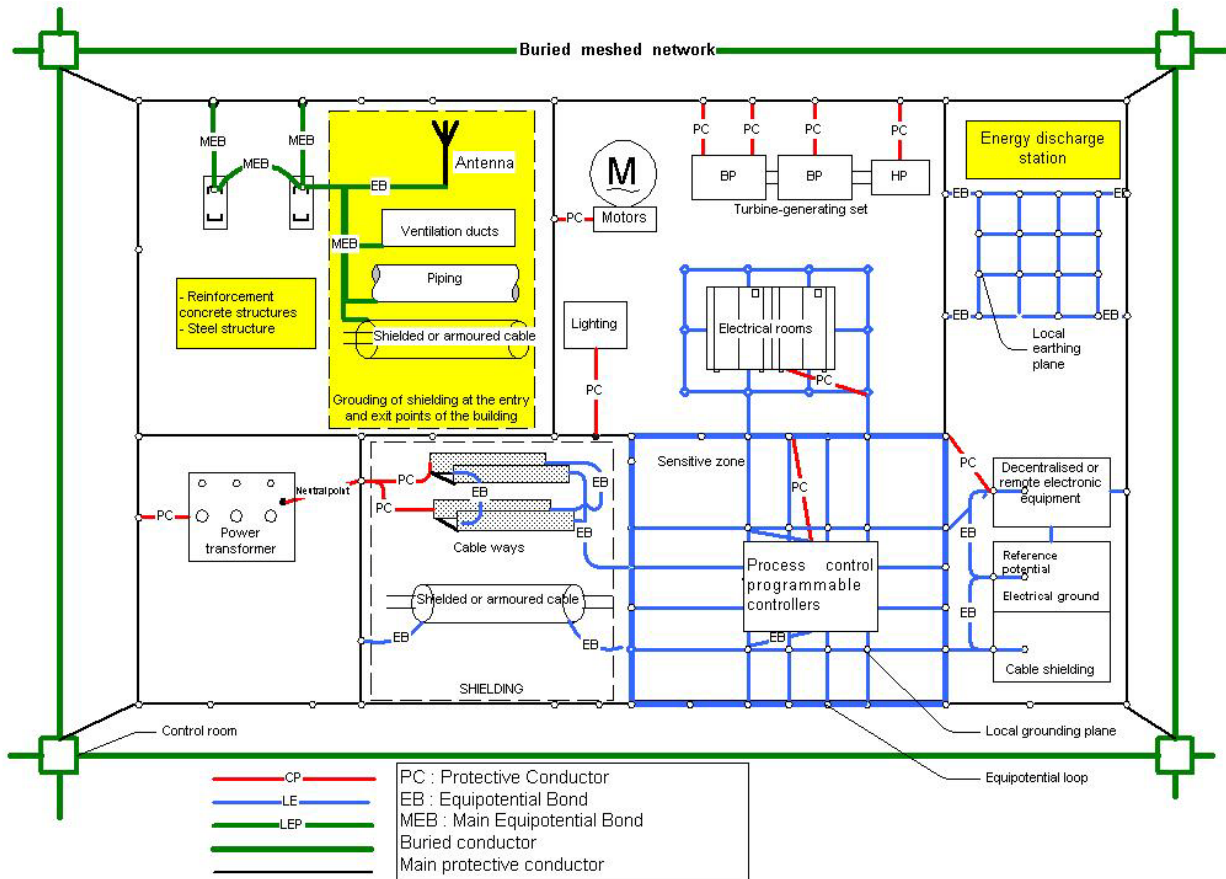 Buried meshed network
MEB
MEB
MEB
EB
MEB
Antenna
Ventilation ducts
Piping
Shielded or armoured cable
Grouding of shielding at the entry
and exit points of the building
- Reinforcement
concrete structures
- Steel structure
M
Motors
PC
PC
PC
PC
PC
BP
BP
HP
Turbine-generating set
Energy discharge
station
EB
EB
EB
EB
Local
earthing
plane
Lighting
PC
Electrical rooms
PC
PC
Power
transformer
Neutral point
PC
PC
EB
EB
EB
Cable ways
Shielded or armoured cable
EB
EB
SHIELDING
Sensitive zone
PC
Process control
programmable
controllers
EB
PC
Decentralised or
remote electronic
equipment
EB
Reference
potential
Electrical ground
EB
Cable shielding
Control room
Local grounding plane
Equipotential loop
CP
PC : Protective Conductor
LE
EB : Equipotential Bond
LEP
MEB : Main Equipotential Bond
Buried conductor
Main protective conductor